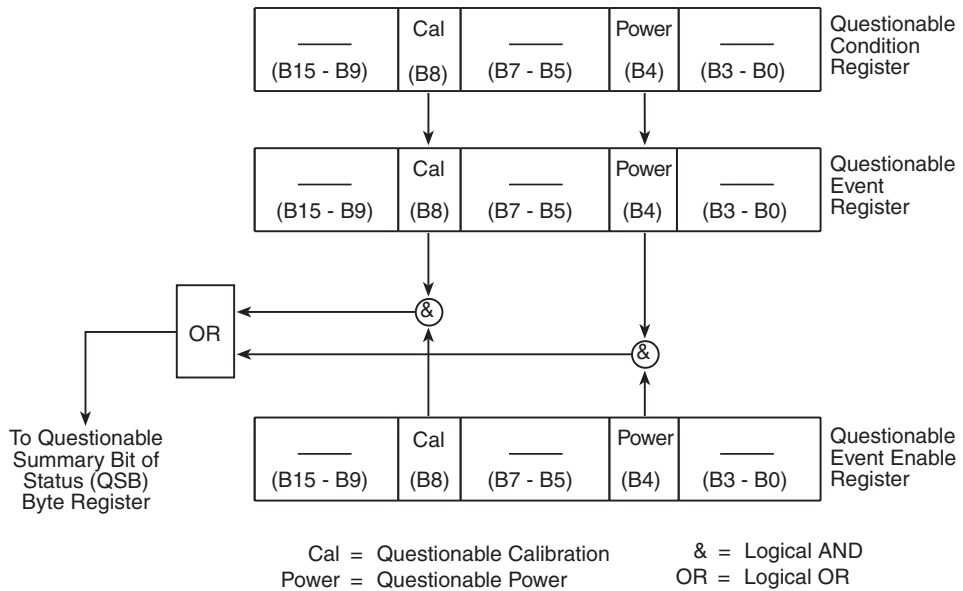 Cal
Power
(B15 - B9)
(B8)
(B7 - B5)
(B4)
(B3 - B0)
Questionable
Condition
Register
Cal
Power
(B15 - B9)
(B8)
(B7 - B5)
(B4)
(B3 - B0)
Questionable
Event
Register
&
OR
&
To Questionable
Summary Bit of
Status (QSB)
Byte Register
Cal
Power
(B15 - B9)
(B8)
(B7 - B5)
(B4)
(B3 - B0)
Questionable
Event Enable
Register
Cal = Questionable Calibration
Power = Questionable Power
& = Logical AND
OR = Logical OR